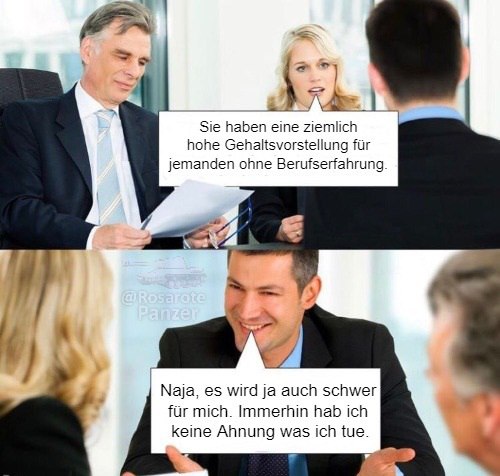 Sie haben eine ziemlich
hohe Gehaltsvorstellung für
jemanden ohne Berufserfahrung.
@Rosarote
Panzer
Naja, es wird ja auch schwer
für mich. Immerhin hab ich
keine Ahnung was ich tue.